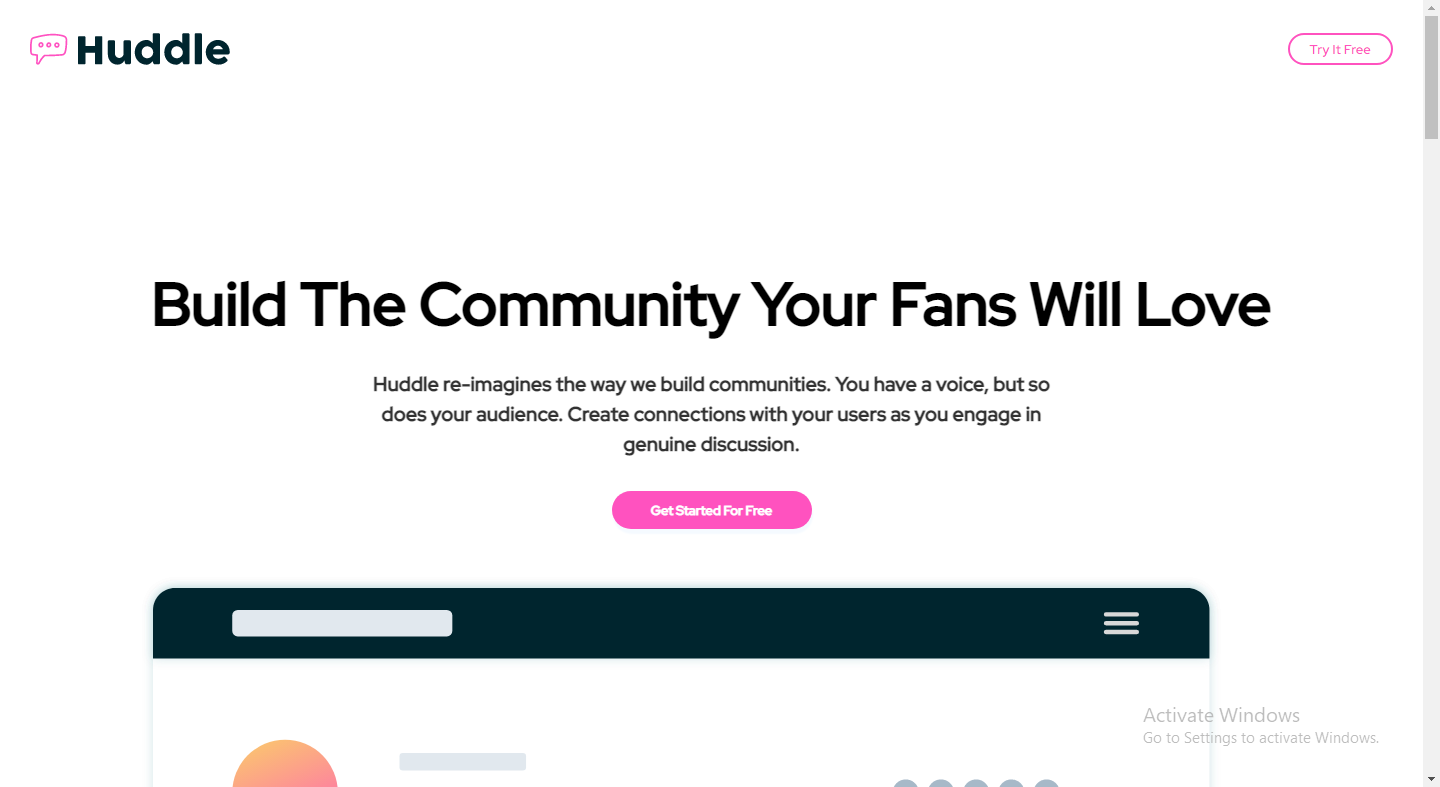 Huddle
Try It Free
Build The Community Your Fans Will Love
Huddle re-imagines the way we build communities. You have a voice, but so
does your audience. Create connections with your users as you engage in
genuine discussion.
Get Started For Free
Activate Windows
Go to Settings to activate Windows.